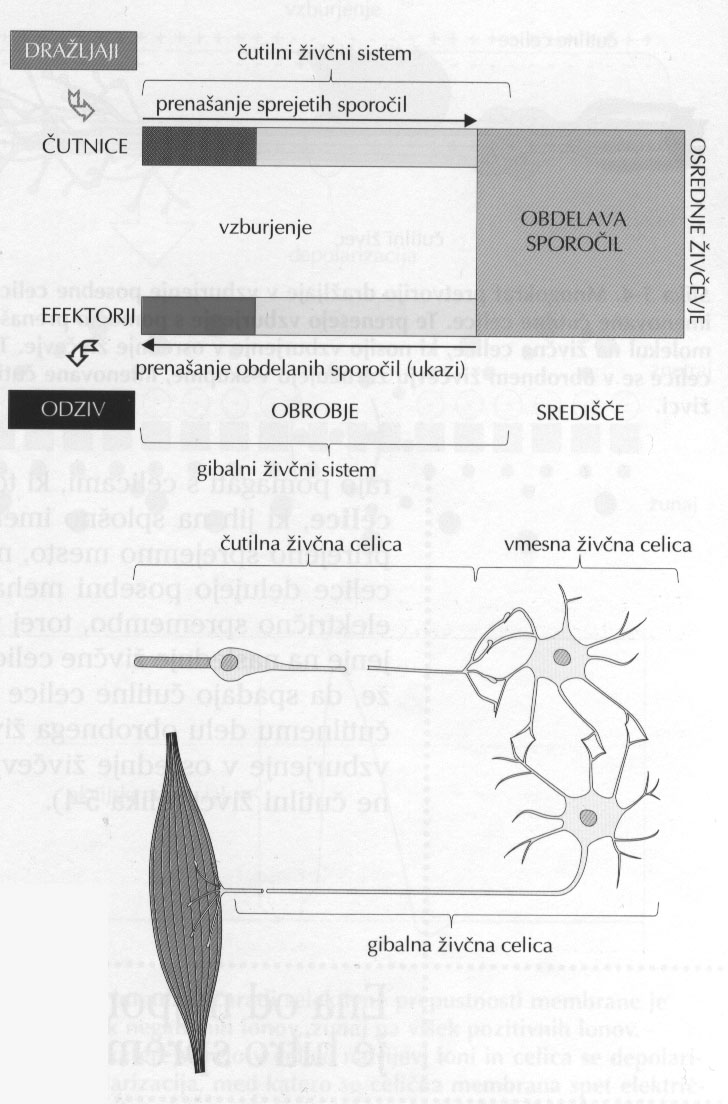 DRAŽLJAJI
čutilni živčni sistem
prenašanje sprejetih sporočil
ČUTNICE
OSREDNJE ŽIVČEVJE
vzburjenje
OBDELAVA
SPOROČIL
EFEKTORJI
prenašanje obdelanih sporočil (ukazi)
ODZIV
OBROBJE
SREDIŠČE
gibalni živčni sistem
čutilna živčna celica
vmesna živčna celica
gibalna živčna celica